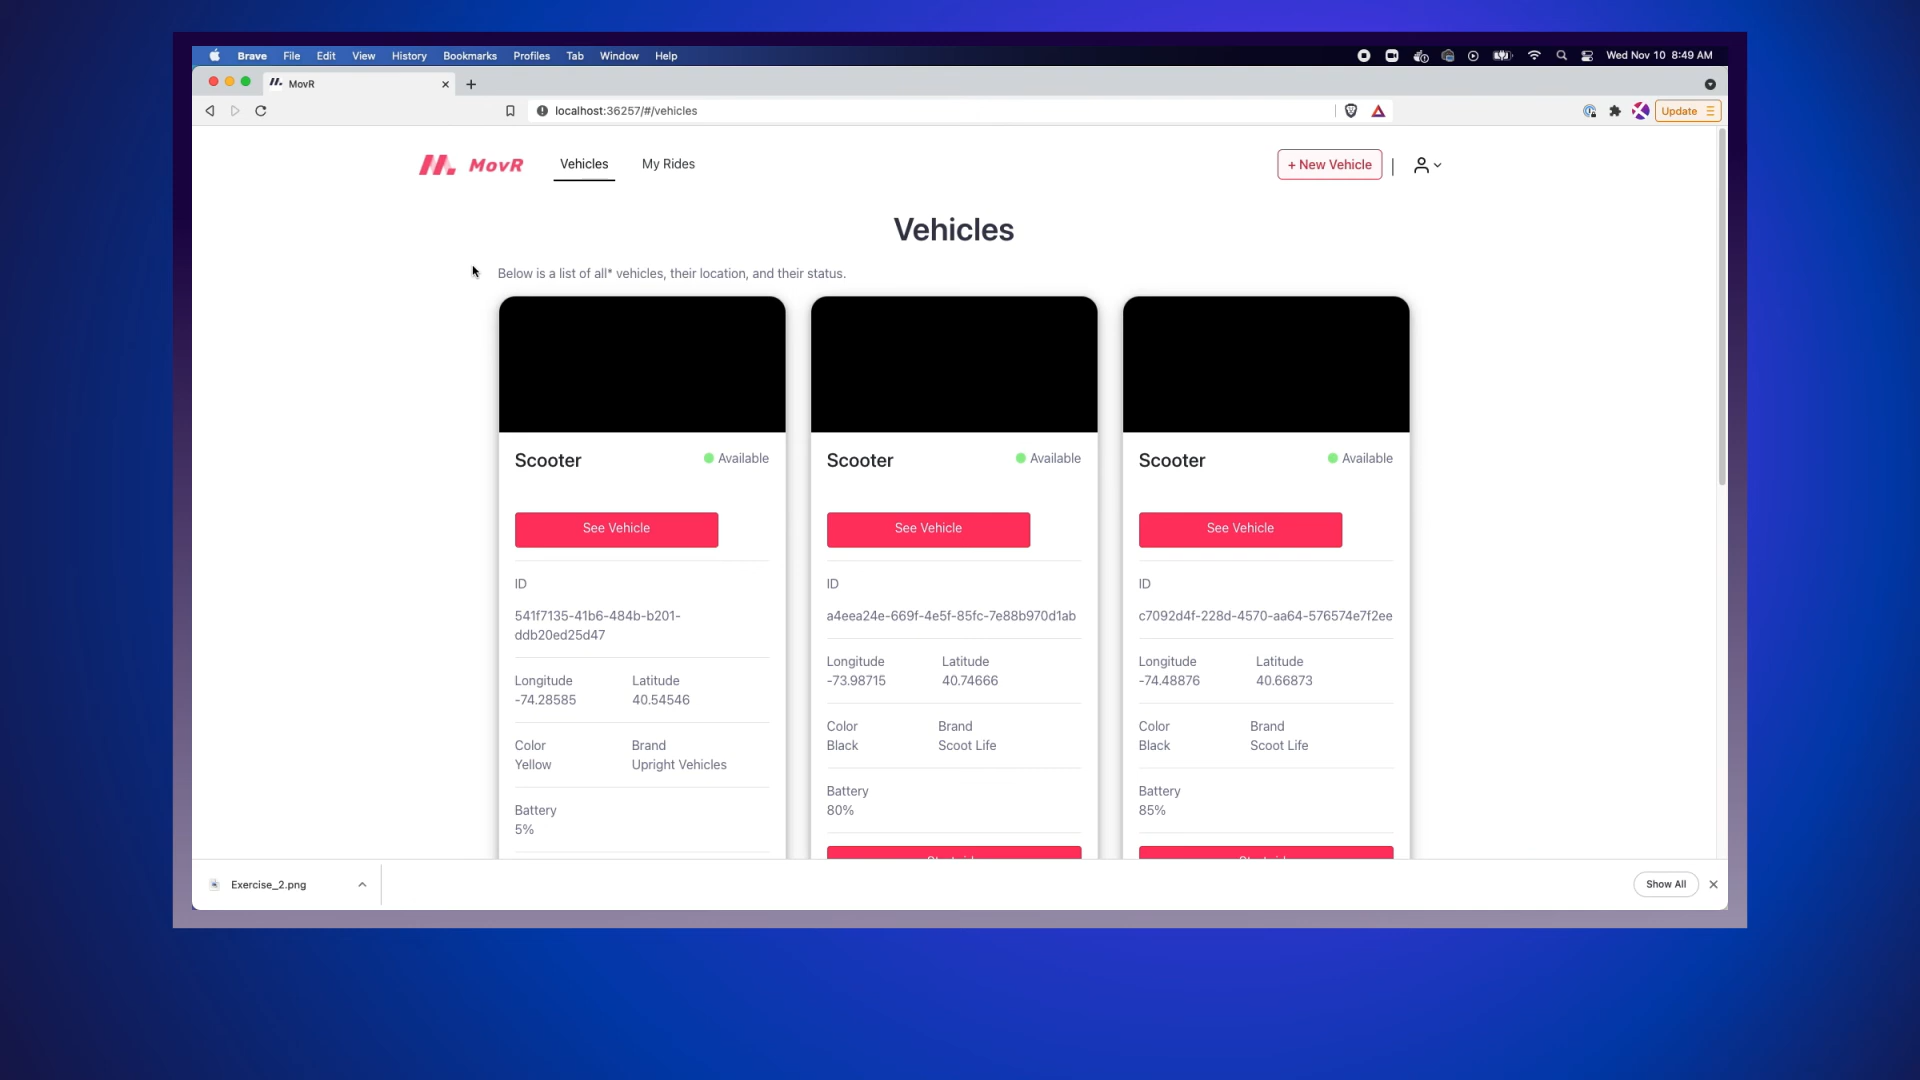 Brave File Edit View History Bookmarks Profiles Tab Window Help
Wed Nov 10 8:49 AM
MovR
localhost:36257/#/vehicles
Update
MovR
Vehicles
My Rides
+ New Vehicle
Vehicles
Below is a list of all* vehicles, their location, and their status.
Scooter
Available
See Vehicle
ID
541f7135-41b6-484b-b201-
ddb20ed25d47
Longitude Latitude
-74.28585 40.54546
Color Brand
Yellow Upright Vehicles
Battery
5%
Scooter
Available
See Vehicle
ID
a4eea24e-669f-4e5f-85fc-7e88b970d1ab
Longitude Latitude
-73.98715 40.74666
Color Brand
Black Scoot Life
Battery
80%
Scooter
Available
See Vehicle
ID
c7092d4f-228d-4570-aa64-576574e7f2ee
Longitude Latitude
-74.48876 40.66873
Color Brand
Black Scoot Life
Battery
85%
Exercise_2.png
Show All